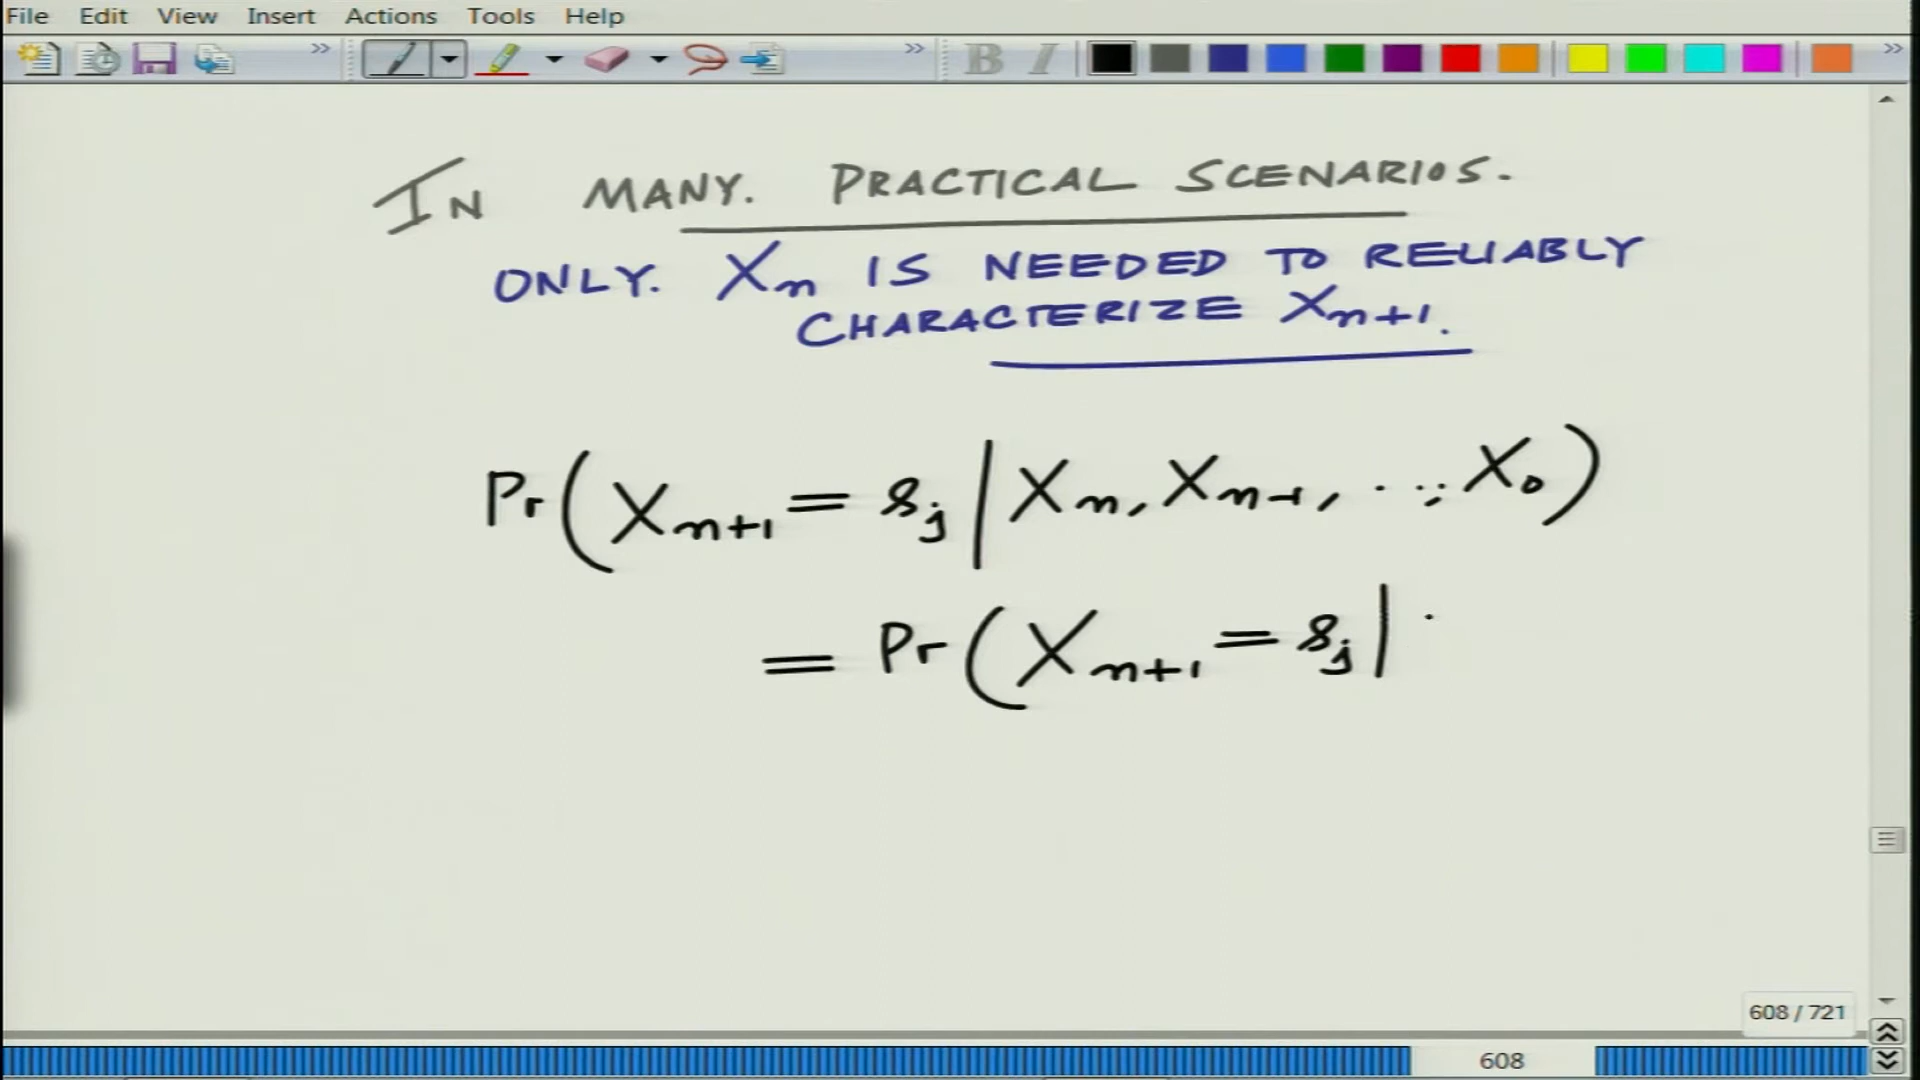 File Edit View Insert Actions Tools Help
B I
IN MANY. PRACTICAL SCENARIOS.
ONLY. Xn IS NEEDED TO RELIABLY
CHARACTERIZE Xn+1.
Pr(Xn+1 = sj | Xn, Xn-1, ..., X0)
= Pr(Xn+1 = sj | .
608 / 721
608